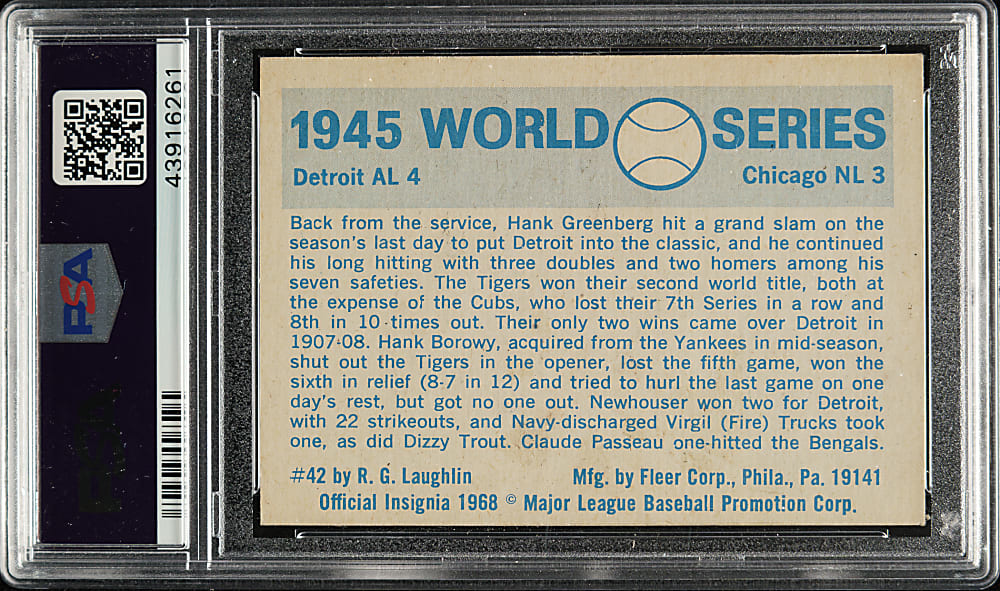 43916261
PSA
1945 WORLD SERIES
Detroit AL 4
Chicago NL 3
Back from the service, Hank Greenberg hit a grand slam on the
season's last day to put Detroit into the classic, and he continued
his long hitting with three doubles and two homers among his
seven safeties. The Tigers won their second world title, both at
the expense of the Cubs, who lost their 7th Series in a row and
8th in 10 times out. Their only two wins came over Detroit in
1907-08. Hank Borowy, acquired from the Yankees in mid-season,
shut out the Tigers in the opener, lost the fifth game, won the
sixth in relief (8-7 in 12) and tried to hurl the last game on one
day's rest, but got no one out. Newhouser won two for Detroit,
with 22 strikeouts, and Navy-discharged Virgil (Fire) Trucks took
one, as did Dizzy Trout. Claude Passeau one-hitted the Bengals.
#42 by R. G. Laughlin
Mfg. by Fleer Corp., Phila., Pa. 19141
Official Insignia 1968 © Major League Baseball Promotion Corp.